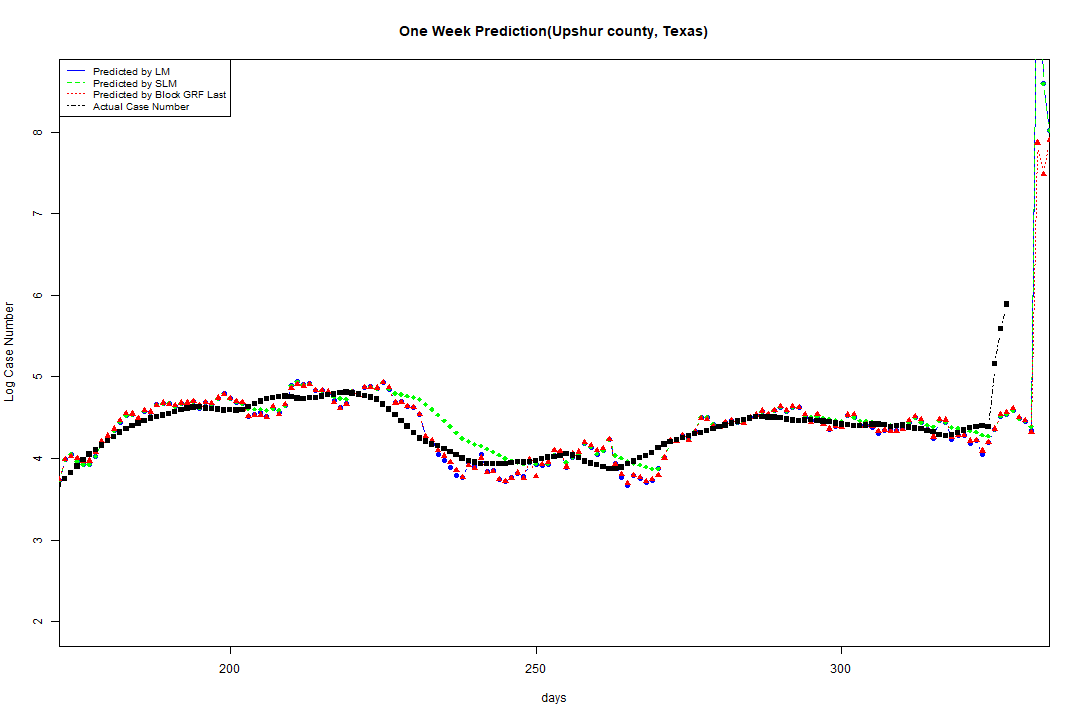 One Week Prediction(Upshur county, Texas)
Predicted by LM
Predicted by SLM
Predicted by Block GRF Last
Actual Case Number
8
7
6
5
4
3
2
Log Case Number
200
250
300
days